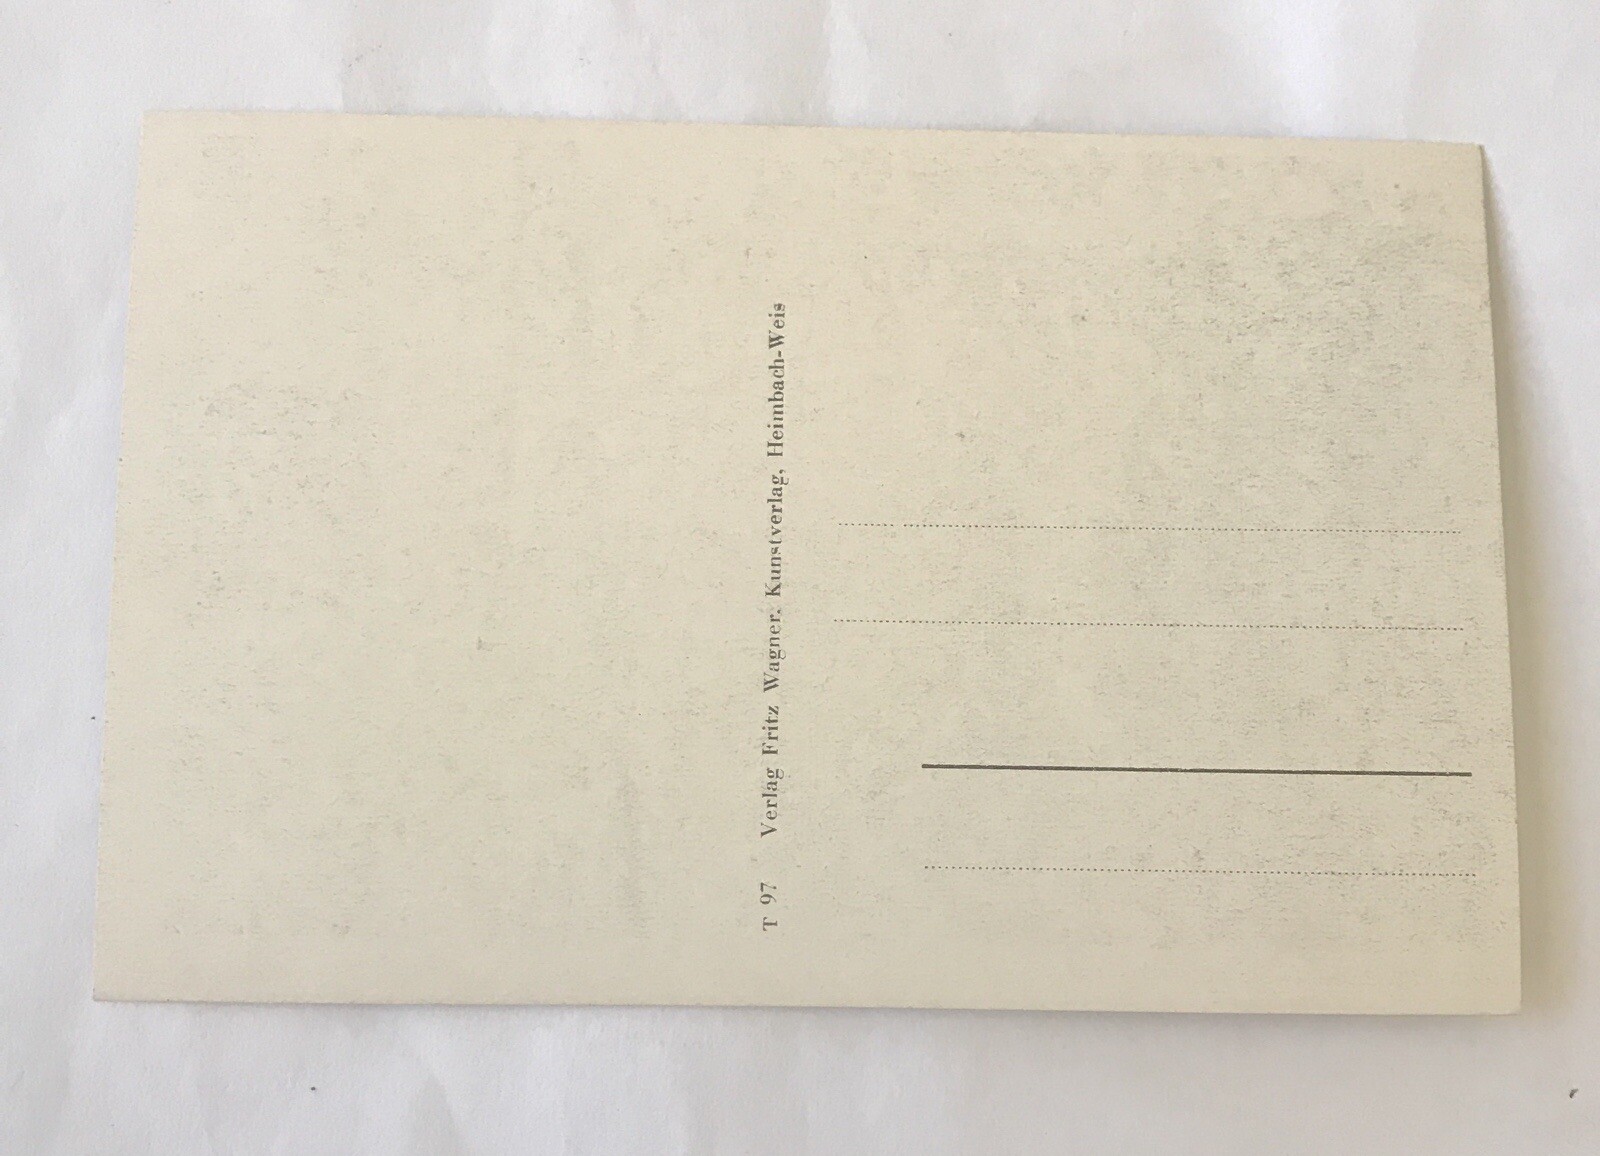 T 97 Verlag Fritz Wagner. Kunstverlag, Heimbach-Weis